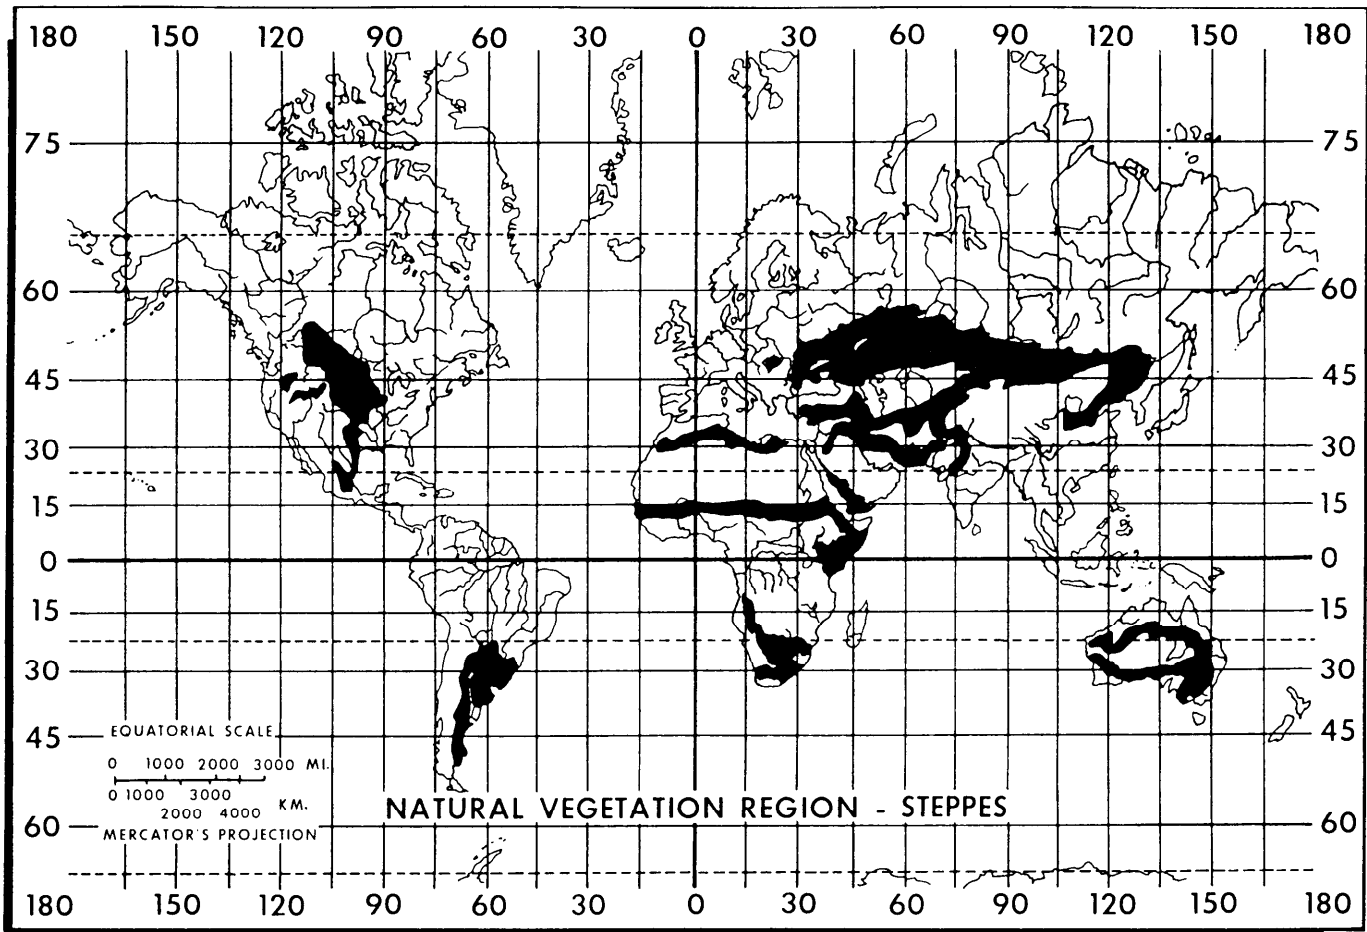 180 150 120 90 60 30 0 30 60 90 120 150 180
75 75
60 60
45 45
30 30
15 15
0 0
15 15
30 30
45 45
EQUATORIAL SCALE
0 1000 2000 3000 MI.
0 1000 3000
2000 4000 KM.
NATURAL VEGETATION REGION - STEPPES
60 60
MERCATOR'S PROJECTION
180 150 120 90 60 30 0 30 60 90 120 150 180